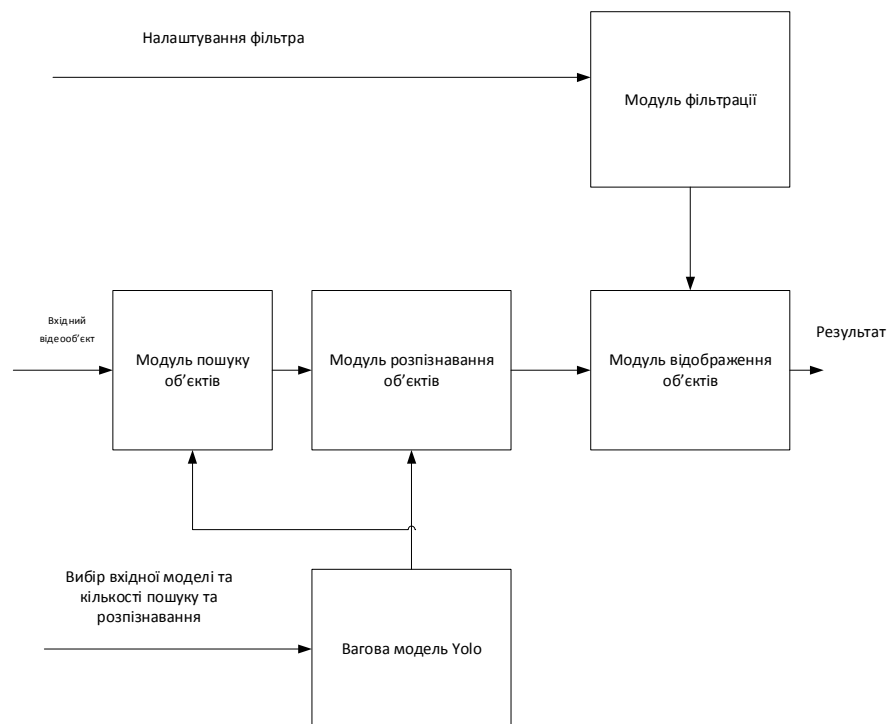 Налаштування фільтра
Модуль фільтрації
Вхідний
відеооб'єкт
Модуль пошуку
об'єктів
Модуль розпізнавання
об'єктів
Модуль відображення
об'єктів
Результат
Вибір вхідної моделі та
кількості пошуку та
розпізнавання
Вагова модель Yolo